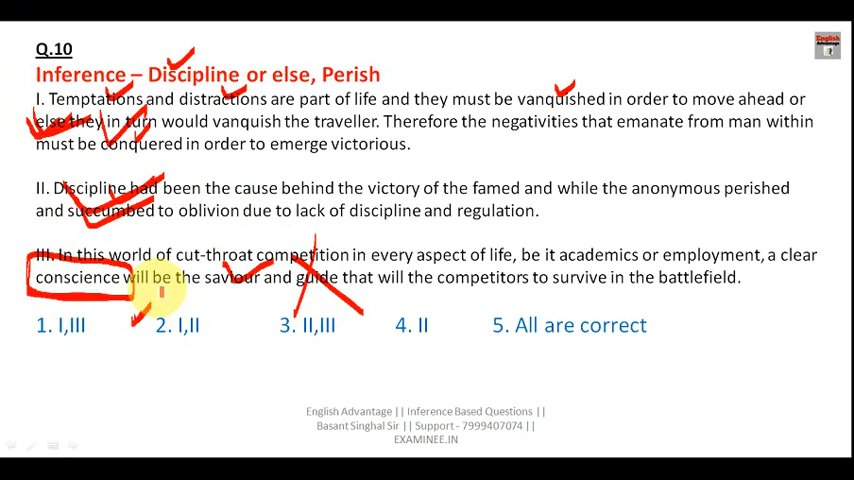 Q.10
English
Advantage
Inference – Discipline or else, Perish
I. Temptations and distractions are part of life and they must be vanquished in order to move ahead or
else they in turn would vanquish the traveller. Therefore the negativities that emanate from man within
must be conquered in order to emerge victorious.
II. Discipline had been the cause behind the victory of the famed and while the anonymous perished
and succumbed to oblivion due to lack of discipline and regulation.
III. In this world of cut-throat competition in every aspect of life, be it academics or employment, a clear
conscience will be the saviour and guide that will the competitors to survive in the battlefield.
1. I,III 2. I,II 3. II,III 4. II 5. All are correct
English Advantage || Inference Based Questions ||
Basant Singhal Sir || Support - 7999407074 ||
EXAMINEE.IN